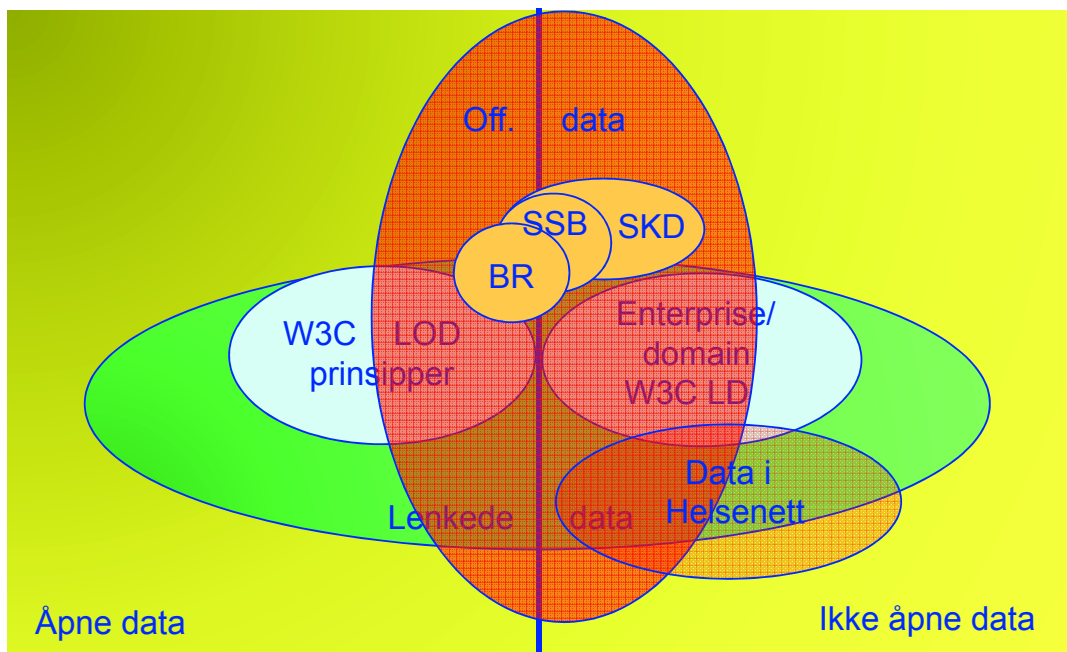 Off. data
SSB SKD
BR
W3C LOD
prinsipper
Enterprise/
domain
W3C LD
Data i
Helsenett
Lenkede data
Åpne data
Ikke åpne data